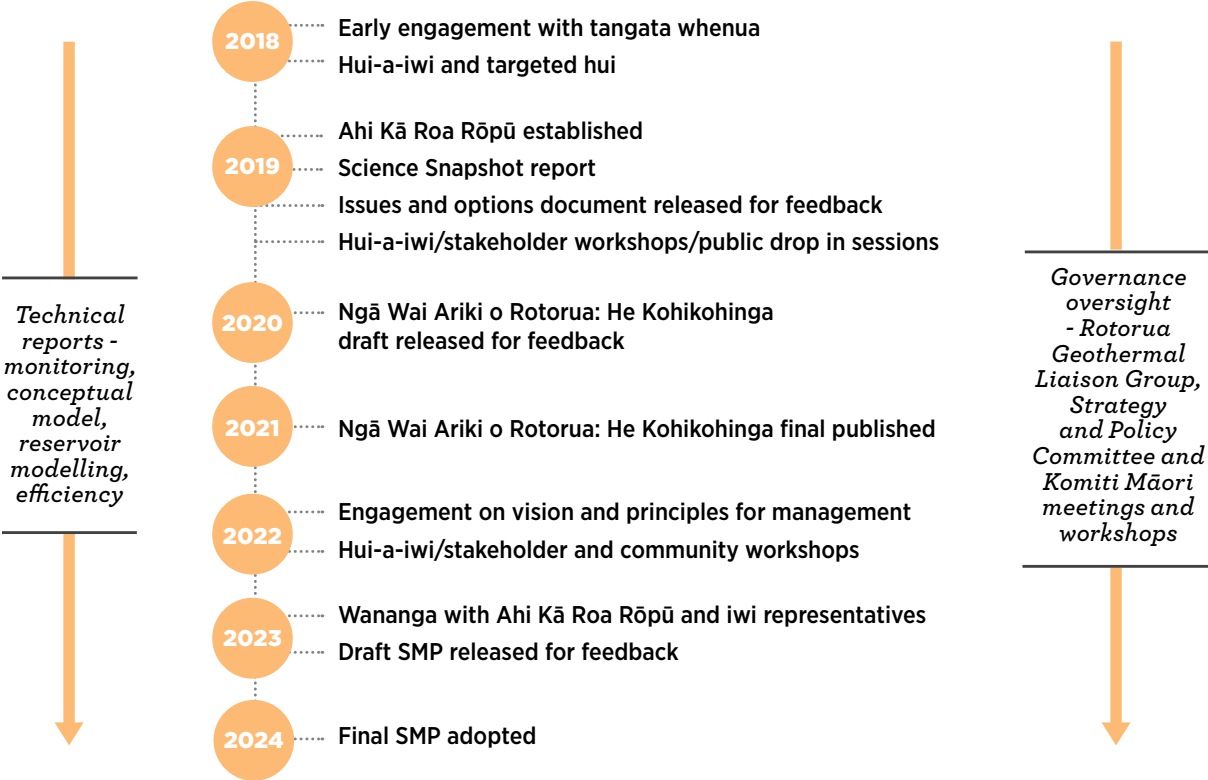 2018
Early engagement with tangata whenua
Hui-a-iwi and targeted hui
2019
Ahi Kā Roa Rōpū established
Science Snapshot report
Issues and options document released for feedback
Hui-a-iwi/stakeholder workshops/public drop in sessions
2020
Ngā Wai Ariki o Rotorua: He Kohikohinga
draft released for feedback
2021
Ngā Wai Ariki o Rotorua: He Kohikohinga final published
2022
Engagement on vision and principles for management
Hui-a-iwi/stakeholder and community workshops
2023
Wananga with Ahi Kā Roa Rōpū and iwi representatives
Draft SMP released for feedback
2024
Final SMP adopted
Technical
reports -
monitoring,
conceptual
model,
reservoir
modelling,
efficiency
Governance
oversight
- Rotorua
Geothermal
Liaison Group,
Strategy
and Policy
Committee and
Komiti Māori
meetings and
workshops